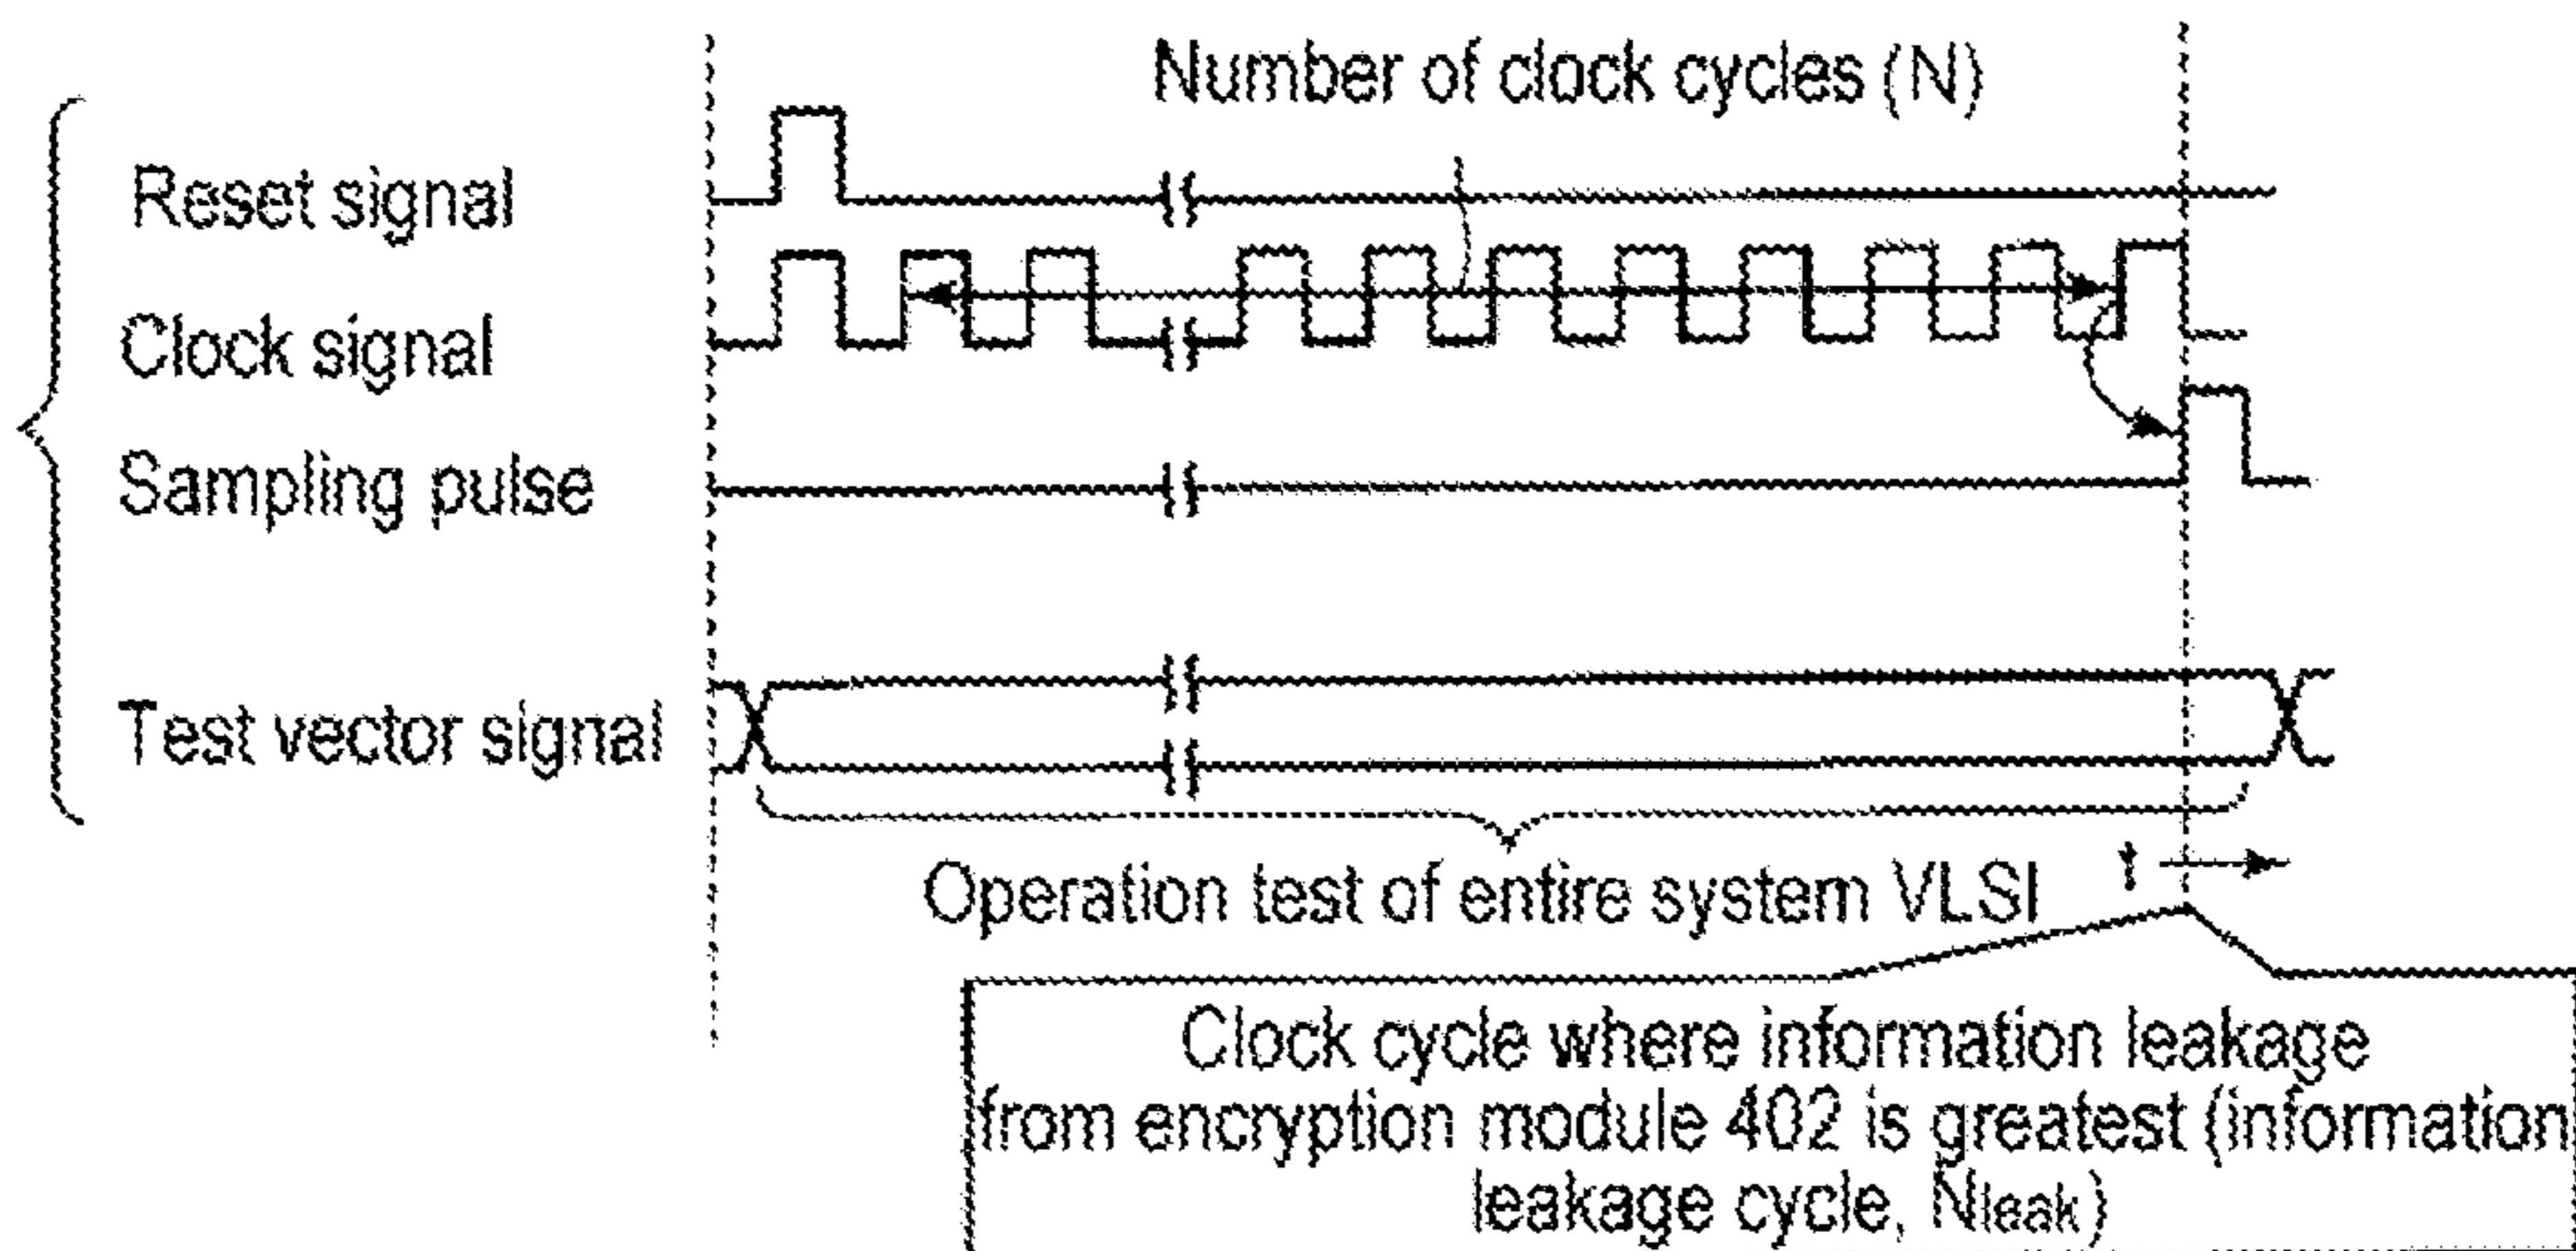 Number of clock cycles (N)
Reset signal
Clock signal
Sampling pulse
Test vector signal
Operation test of entire system VLSI
t
Clock cycle where information leakage
from encryption module 402 is greatest (information
leakage cycle, Nleak)